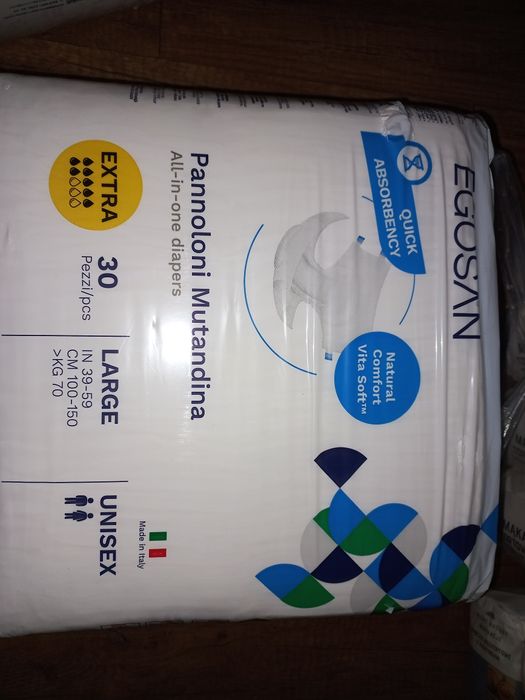 EGOSAN
QUICK
ABSORBENCY
Natural
Comfort
Vita Soft™
Pannoloni Mutandina
All-in-one diapers
EXTRA
30
Pezzi/pcs
LARGE
IN 39-59
CM 100-150
>KG 70
UNISEX
Made in Italy